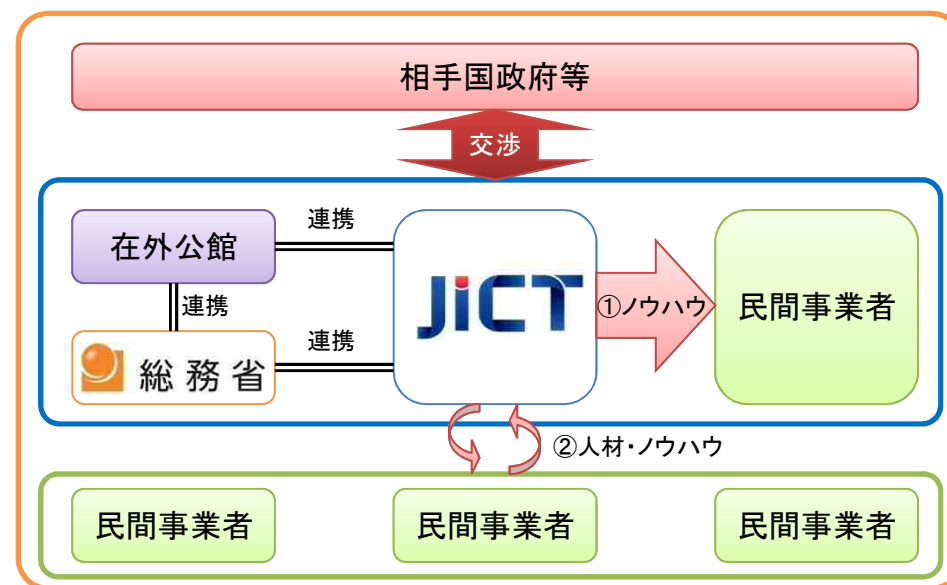 相手国政府等
交渉
在外公館
連携
連携
総務省
連携
JiCT
①ノウハウ
民間事業者
②人材・ノウハウ
民間事業者
民間事業者
民間事業者